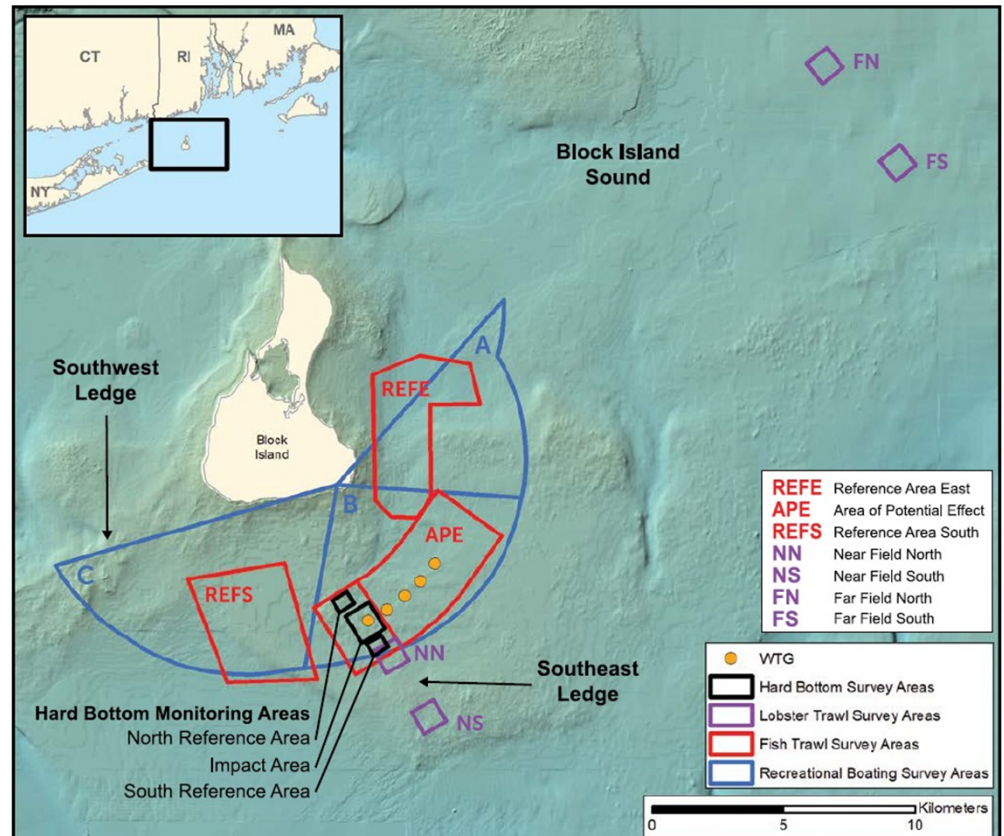 CT
RI
MA
NY
FN
Block Island
Sound
FS
A
Southwest
Ledge
REFE
Block
Island
B
APE
C
REFS
NN
Southeast
Ledge
NS
Hard Bottom Monitoring Areas
North Reference Area
Impact Area
South Reference Area
REFE Reference Area East
APE Area of Potential Effect
REFS Reference Area South
NN Near Field North
NS Near Field South
FN Far Field North
FS Far Field South
WTG
Hard Bottom Survey Areas
Lobster Trawl Survey Areas
Fish Trawl Survey Areas
Recreational Boating Survey Areas
Kilometers
0 5 10